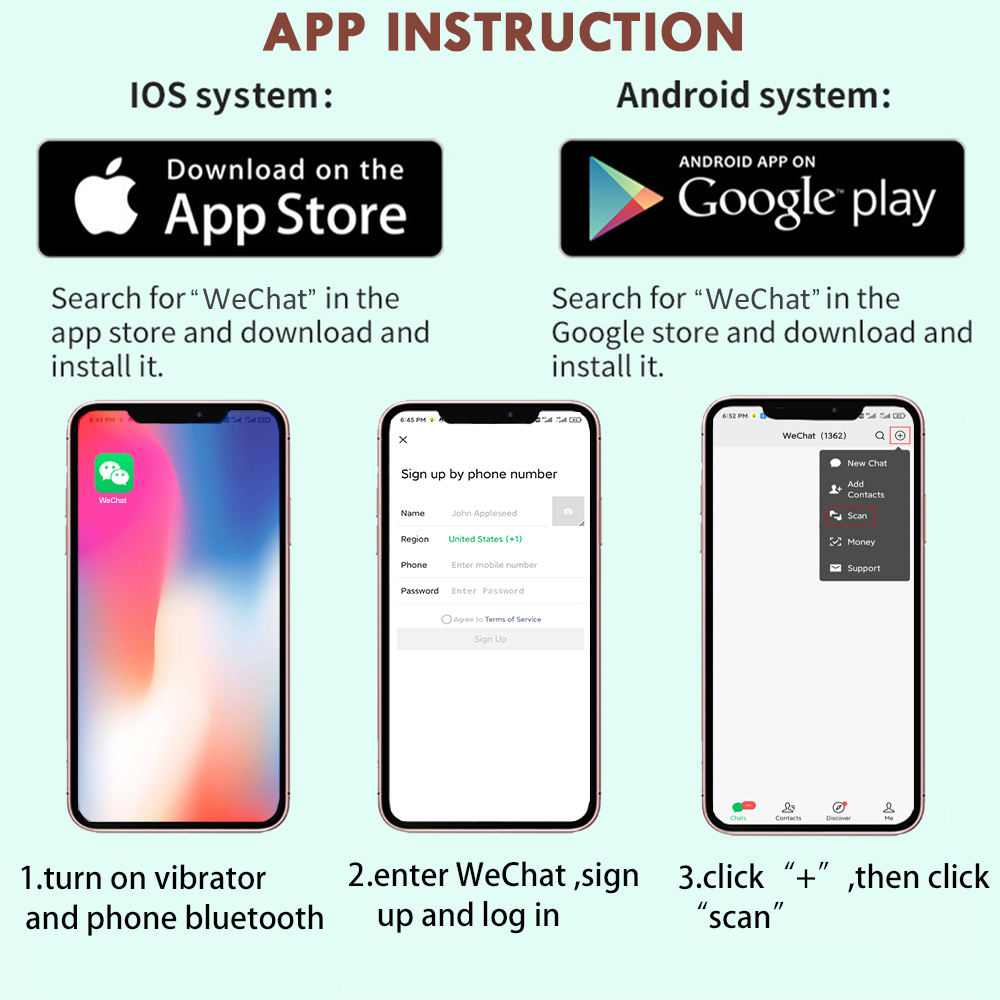 APP INSTRUCTION
IOS system:
Android system:
Download on the
App Store
ANDROID APP ON
Google™ play
Search for “WeChat” in the
app store and download and
install it.
Search for “WeChat” in the
Google store and download and
install it.
6:45 PM
WeChat
6:45 PM
Sign up by phone number
Name John Appleseed
Region United States (+1)
Phone Enter mobile number
Password Enter Password
Agree to Terms of Service
Sign Up
6:52 PM
WeChat (1362)
New Chat
Add
Contacts
Scan
Money
Support
Chats Contacts Discover Me
1.turn on vibrator
and phone bluetooth
2.enter WeChat ,sign
up and log in
3.click “+” ,then click
“scan”